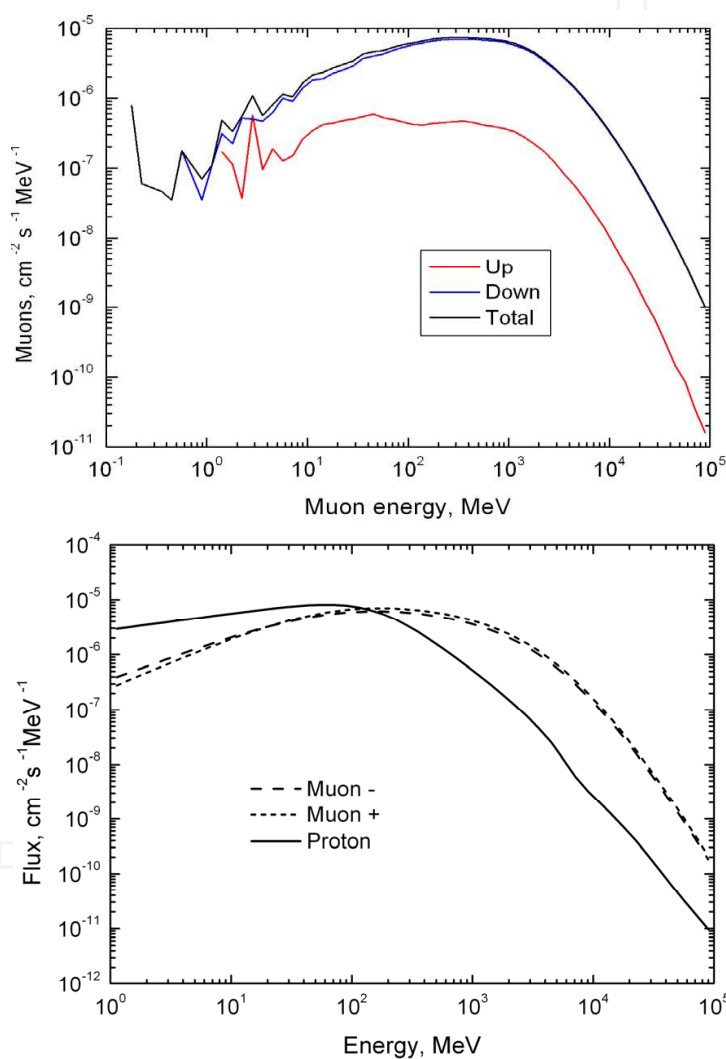 Muons, cm⁻² s⁻¹ MeV⁻¹
10⁻⁵
10⁻⁶
10⁻⁷
10⁻⁸
10⁻⁹
10⁻¹⁰
10⁻¹¹
Up
Down
Total
10⁻¹ 10⁰ 10¹ 10² 10³ 10⁴ 10⁵
Muon energy, MeV
Flux, cm⁻²s⁻¹MeV⁻¹
10⁻⁴
10⁻⁵
10⁻⁶
10⁻⁷
10⁻⁸
10⁻⁹
10⁻¹⁰
10⁻¹¹
10⁻¹²
Muon -
Muon +
Proton
10⁰ 10¹ 10² 10³ 10⁴ 10⁵
Energy, MeV